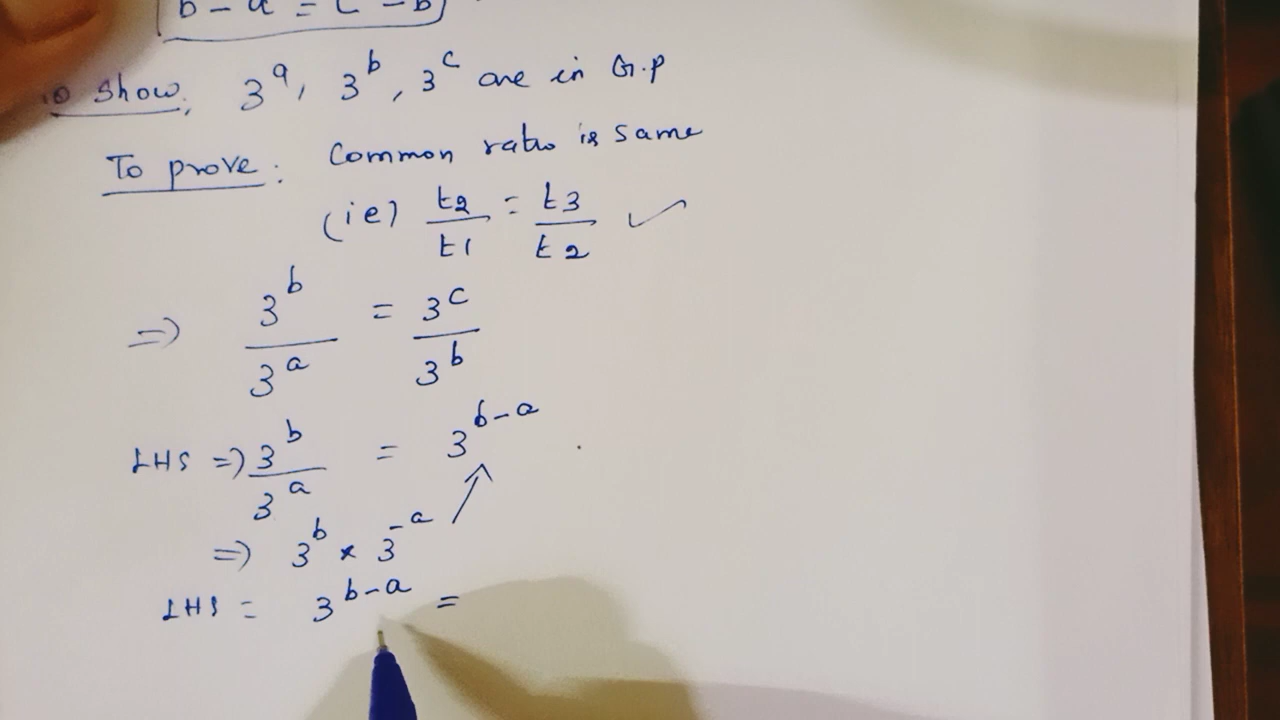 b - a = c - b
To show, 3^a, 3^b, 3^c are in G.P
To prove: Common ratio is same
(ie) t2/t1 = t3/t2 ✓
=> 3^b/3^a = 3^c/3^b
LHS => 3^b/3^a = 3^(b-a)
=> 3^b × 3^-a
LHS = 3^(b-a) =